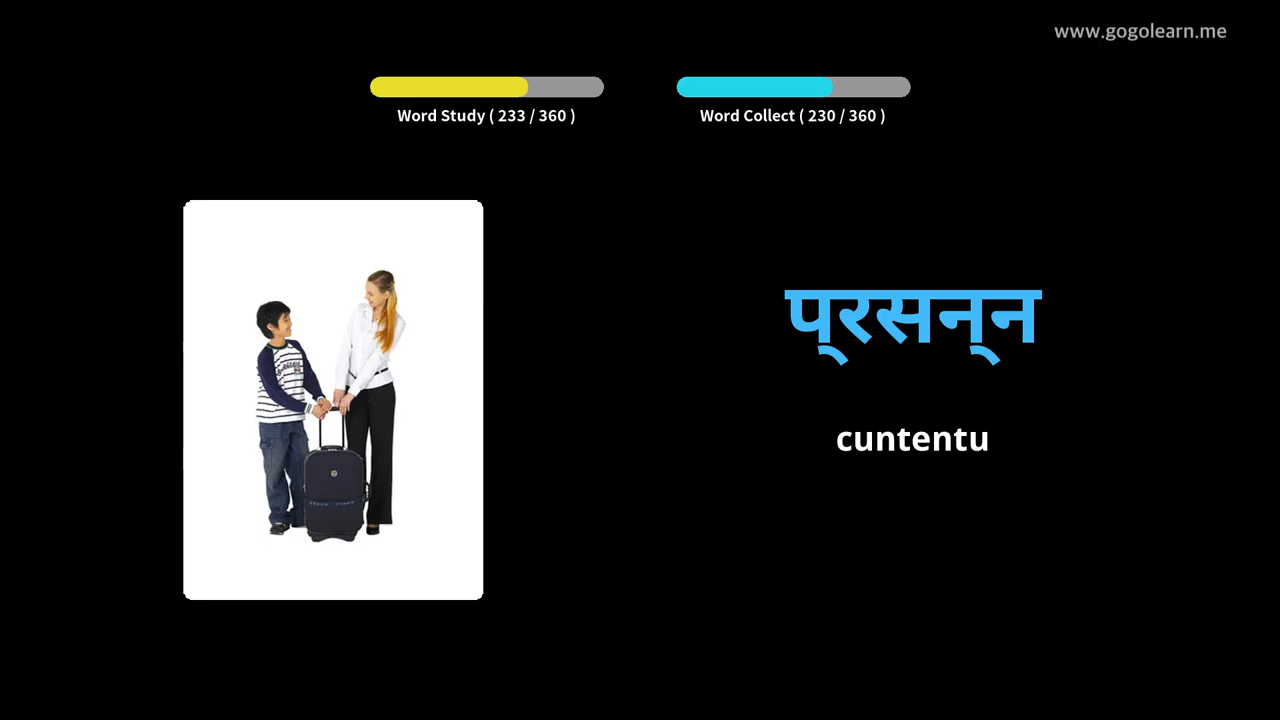 www.gogolearn.me
Word Study ( 233 / 360 )
Word Collect ( 230 / 360 )
प्रसन्न
cuntentu